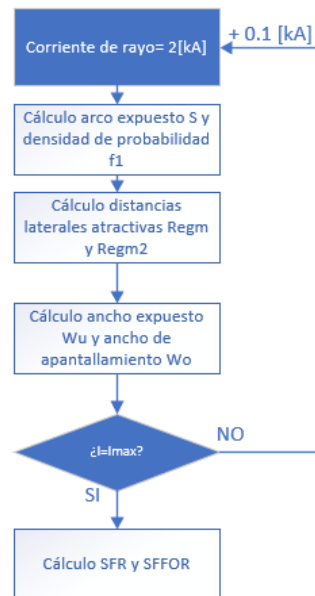 Corriente de rayo= 2[kA]
+ 0.1 [kA]
Cálculo arco expuesto S y
densidad de probabilidad
f1
Cálculo distancias
laterales atractivas Regm
y Regm2
Cálculo ancho expuesto
Wu y ancho de
apantallamiento Wo
¿I=Imax?
NO
SI
Cálculo SFR y SFFOR